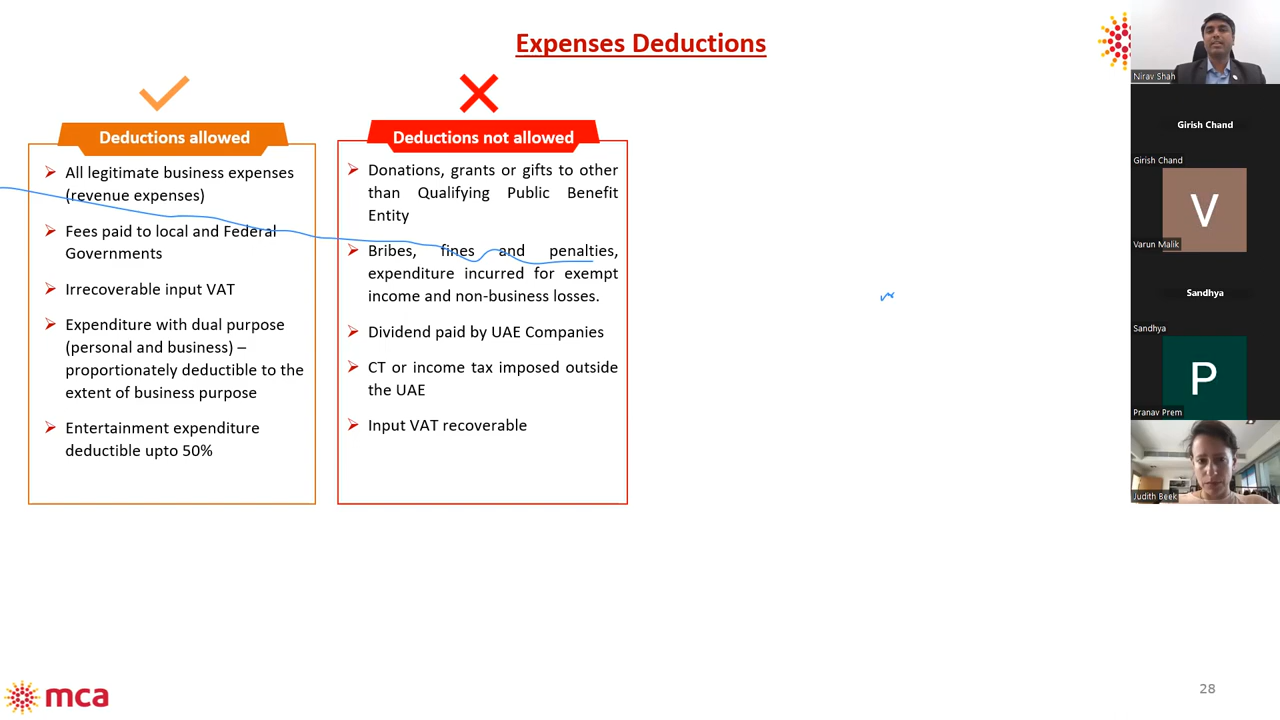 Expenses Deductions
Deductions allowed
All legitimate business expenses
(revenue expenses)
Fees paid to local and Federal
Governments
Irrecoverable input VAT
Expenditure with dual purpose
(personal and business) –
proportionately deductible to the
extent of business purpose
Entertainment expenditure
deductible upto 50%
Deductions not allowed
Donations, grants or gifts to other
than Qualifying Public Benefit
Entity
Bribes, fines and penalties,
expenditure incurred for exempt
income and non-business losses.
Dividend paid by UAE Companies
CT or income tax imposed outside
the UAE
Input VAT recoverable
Nirav Shah
Girish Chand
Girish Chand
V
Varun Malik
Sandhya
Sandhya
P
Pranav Prem
Judith Beek
mca
28